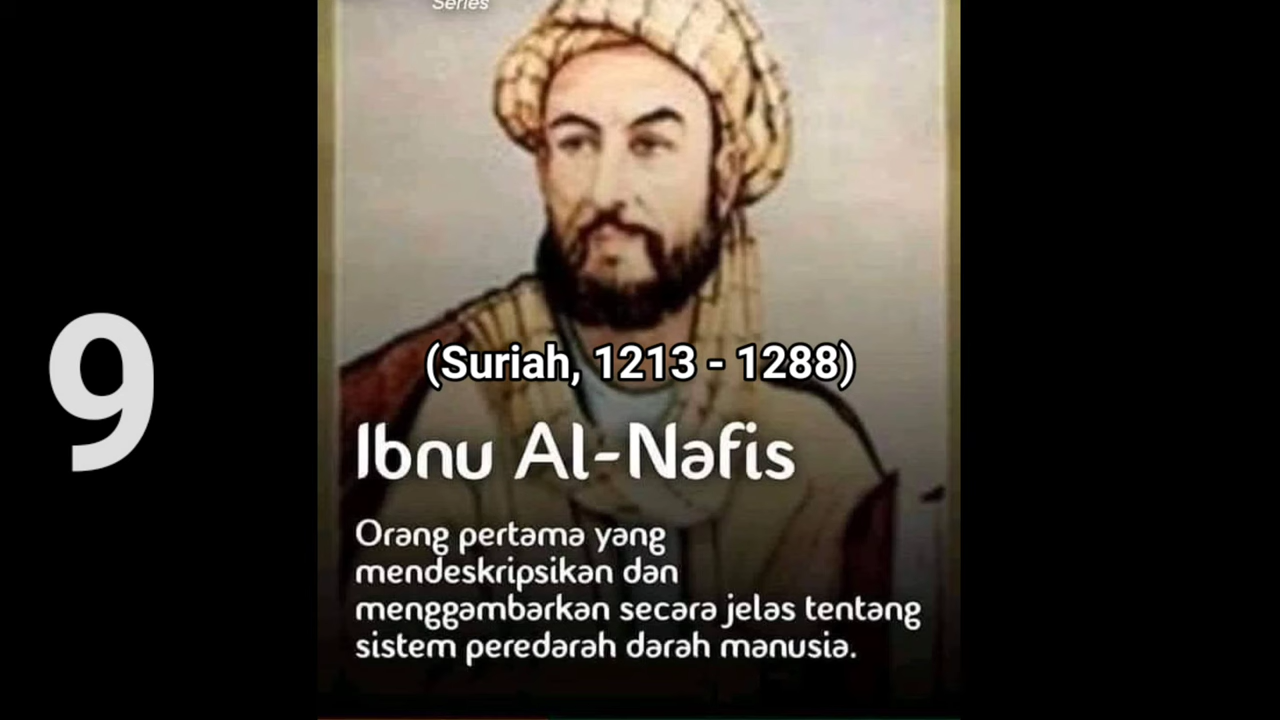 Series
9
(Suriah, 1213 - 1288)
Ibnu Al-Nafis
Orang pertama yang
mendeskripsikan dan
menggambarkan secara jelas tentang
sistem peredarah darah manusia.